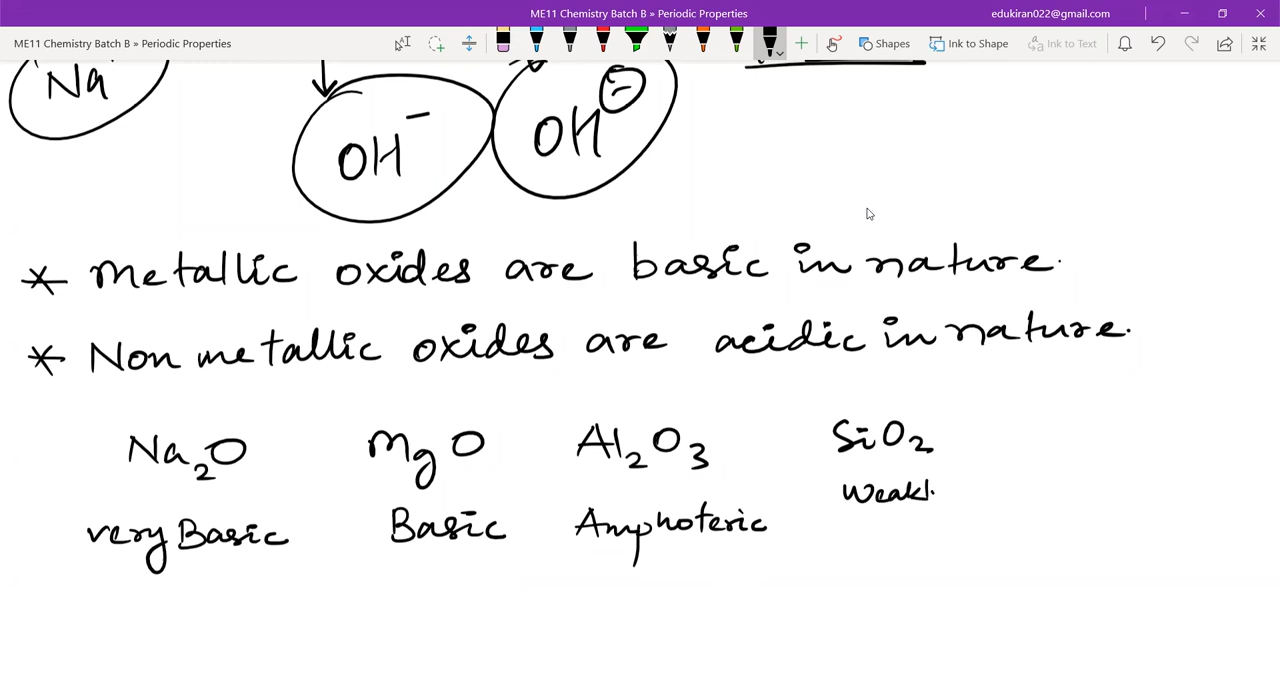 ME11 Chemistry Batch B » Periodic Properties
edukiran022@gmail.com
ME11 Chemistry Batch B » Periodic Properties
Shapes
Ink to Shape
Ink to Text
Na
OH⁻
OH⊖
* Metallic oxides are basic in nature.
* Non metallic oxides are acidic in nature.
Na₂O MgO Al₂O₃ SiO₂
very Basic Basic Amphoteric Weakl.